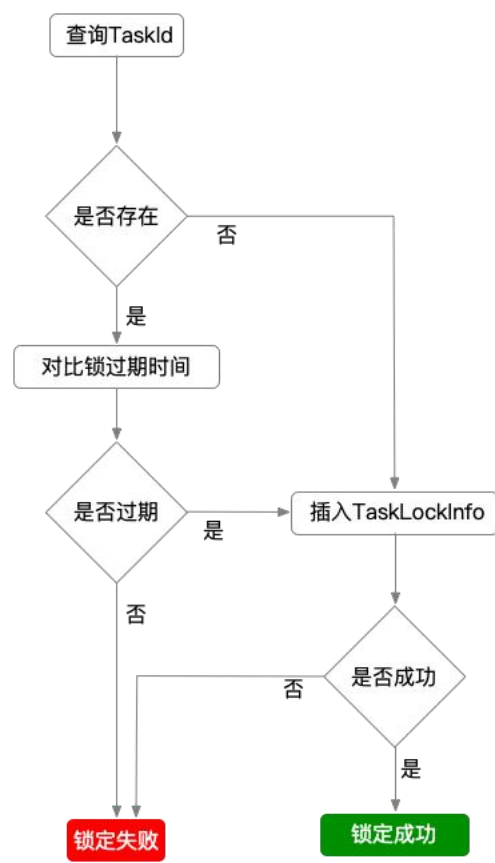 查询TaskId
是否存在
否
是
对比锁过期时间
是否过期
是
插入TaskLockInfo
否
是否成功
否
是
锁定失败
锁定成功